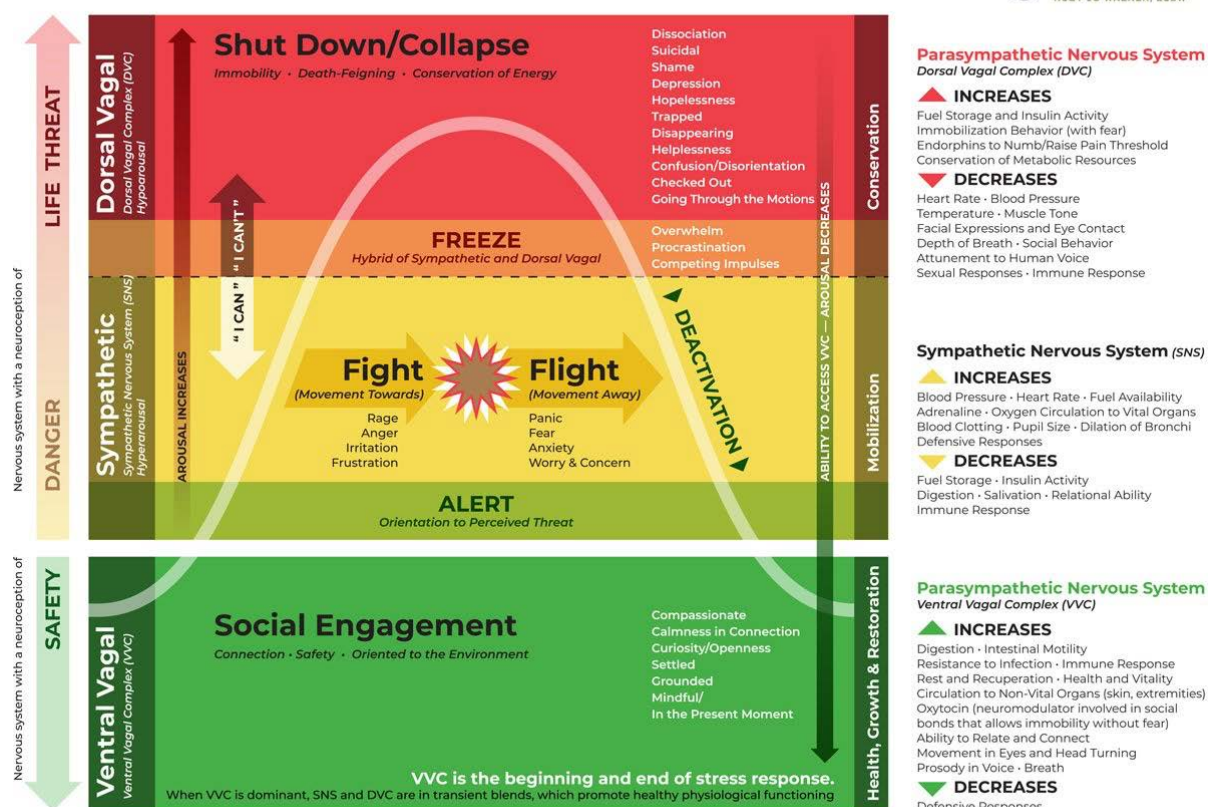 LIFE THREAT
DANGER
Nervous system with a neuroception of
Dorsal Vagal
Dorsal Vagal Complex (DVC)
Hypoarousal
Sympathetic
Sympathetic Nervous System (SNS)
Hyperarousal
AROUSAL INCREASES
Shut Down/Collapse
Immobility • Death-Feigning • Conservation of Energy
Dissociation
Suicidal
Shame
Depression
Hopelessness
Trapped
Disappearing
Helplessness
Confusion/Disorientation
Checked Out
Going Through the Motions
Conservation
"I CAN" "I CAN'T"
FREEZE
Hybrid of Sympathetic and Dorsal Vagal
Overwhelm
Procrastination
Competing Impulses
Fight
(Movement Towards)
Rage
Anger
Irritation
Frustration
Flight
(Movement Away)
Panic
Fear
Anxiety
Worry & Concern
DEACTIVATION
ABILITY TO ACCESS VVC — AROUSAL DECREASES
Mobilization
ALERT
Orientation to Perceived Threat
SAFETY
Nervous system with a neuroception of
Ventral Vagal
Ventral Vagal Complex (VVC)
Social Engagement
Connection • Safety • Oriented to the Environment
Compassionate
Calmness in Connection
Curiosity/Openness
Settled
Grounded
Mindful/
In the Present Moment
Health, Growth & Restoration
VVC is the beginning and end of stress response.
When VVC is dominant, SNS and DVC are in transient blends, which promote healthy physiological functioning
Parasympathetic Nervous System
Dorsal Vagal Complex (DVC)
INCREASES
Fuel Storage and Insulin Activity
Immobilization Behavior (with fear)
Endorphins to Numb/Raise Pain Threshold
Conservation of Metabolic Resources
DECREASES
Heart Rate • Blood Pressure
Temperature • Muscle Tone
Facial Expressions and Eye Contact
Depth of Breath • Social Behavior
Attunement to Human Voice
Sexual Responses • Immune Response
Sympathetic Nervous System (SNS)
INCREASES
Blood Pressure • Heart Rate • Fuel Availability
Adrenaline • Oxygen Circulation to Vital Organs
Blood Clotting • Pupil Size • Dilation of Bronchi
Defensive Responses
DECREASES
Fuel Storage • Insulin Activity
Digestion • Salivation • Relational Ability
Immune Response
Parasympathetic Nervous System
Ventral Vagal Complex (VVC)
INCREASES
Digestion • Intestinal Motility
Resistance to Infection • Immune Response
Rest and Recuperation • Health and Vitality
Circulation to Non-Vital Organs (skin, extremities)
Oxytocin (neuromodulator involved in social
bonds that allows immobility without fear)
Ability to Relate and Connect
Movement in Eyes and Head Turning
Prosody in Voice • Breath
DECREASES
Defensive Responses